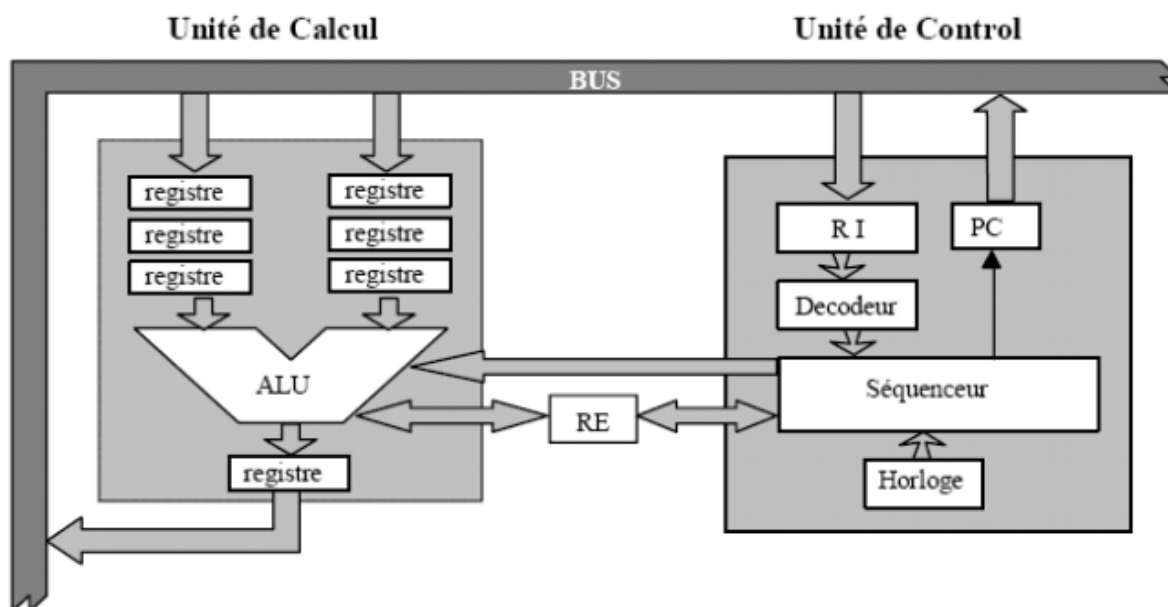 Unité de Calcul
Unité de Control
BUS
registre
registre
registre
registre
registre
registre
ALU
registre
RE
R I
PC
Decodeur
Séquenceur
Horloge